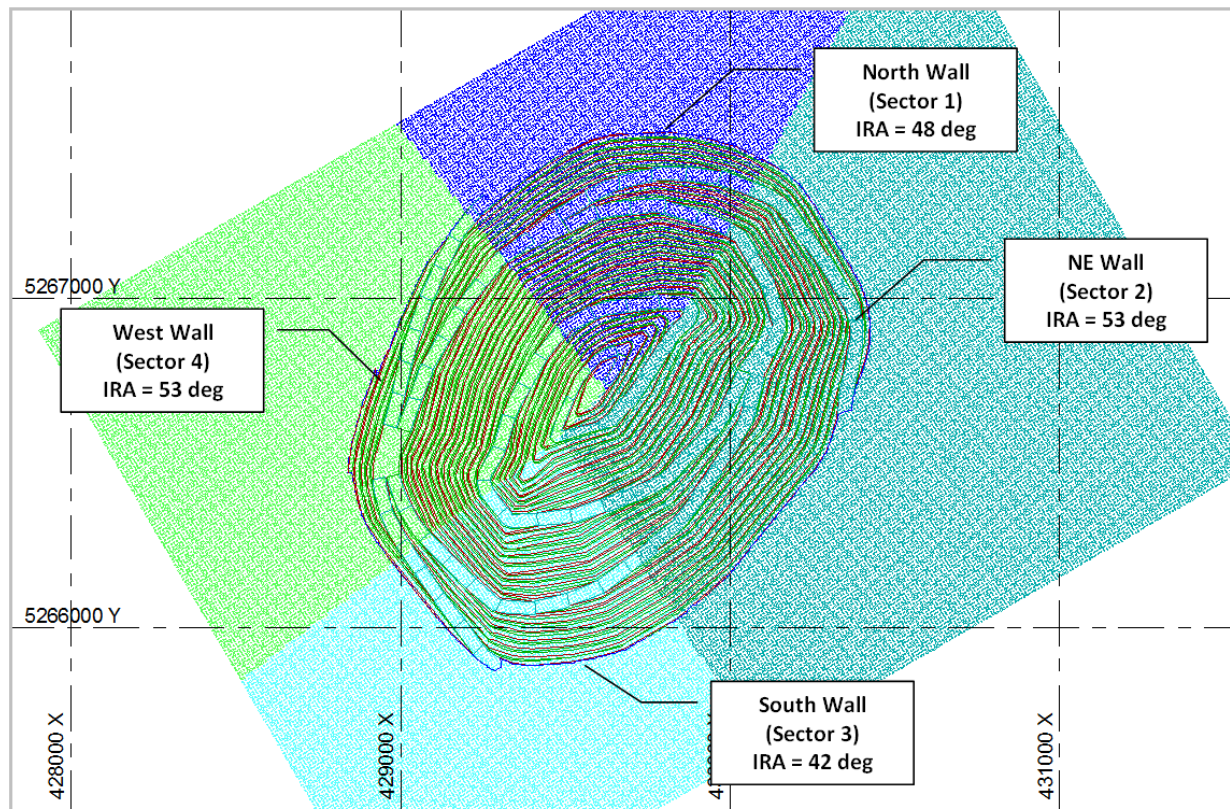 North Wall
(Sector 1)
IRA = 48 deg
NE Wall
(Sector 2)
IRA = 53 deg
5267000 Y
West Wall
(Sector 4)
IRA = 53 deg
5266000 Y
South Wall
(Sector 3)
IRA = 42 deg
428000 X
429000 X
431000 X